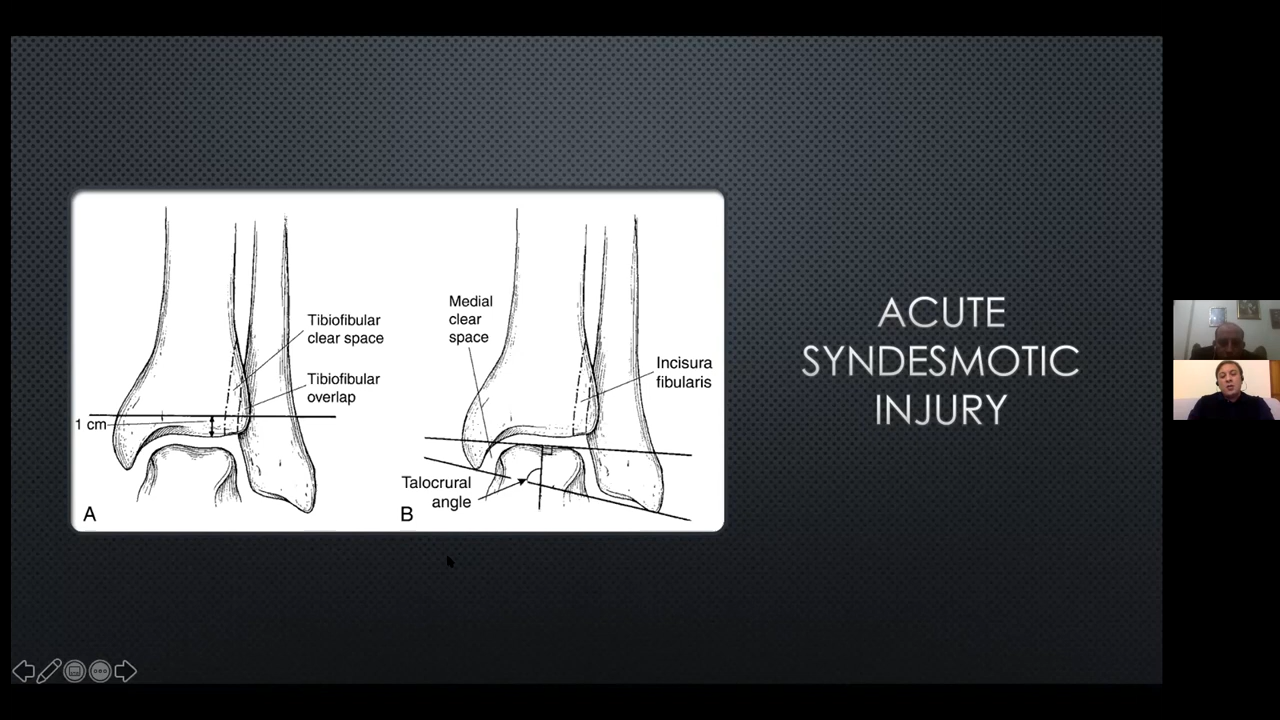 Tibiofibular
clear space
Tibiofibular
overlap
1 cm
A
Medial
clear
space
Incisura
fibularis
Talocrural
angle
B
ACUTE
SYNDESMOTIC
INJURY